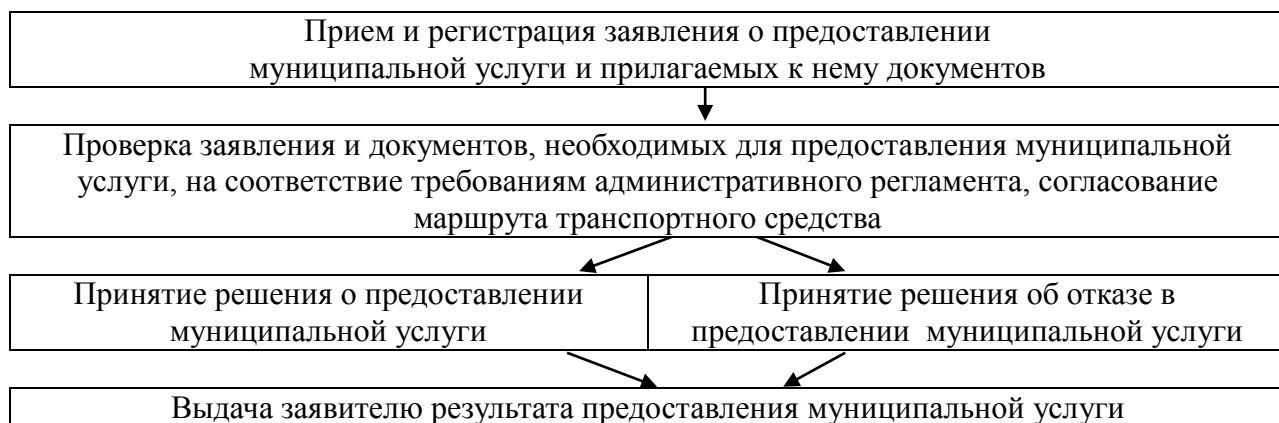 Прием и регистрация заявления о предоставлении
муниципальной услуги и прилагаемых к нему документов
Проверка заявления и документов, необходимых для предоставления муниципальной
услуги, на соответствие требованиям административного регламента, согласование
маршрута транспортного средства
Принятие решения о предоставлении
муниципальной услуги
Принятие решения об отказе в
предоставлении  муниципальной услуги
Выдача заявителю результата предоставления муниципальной услуги